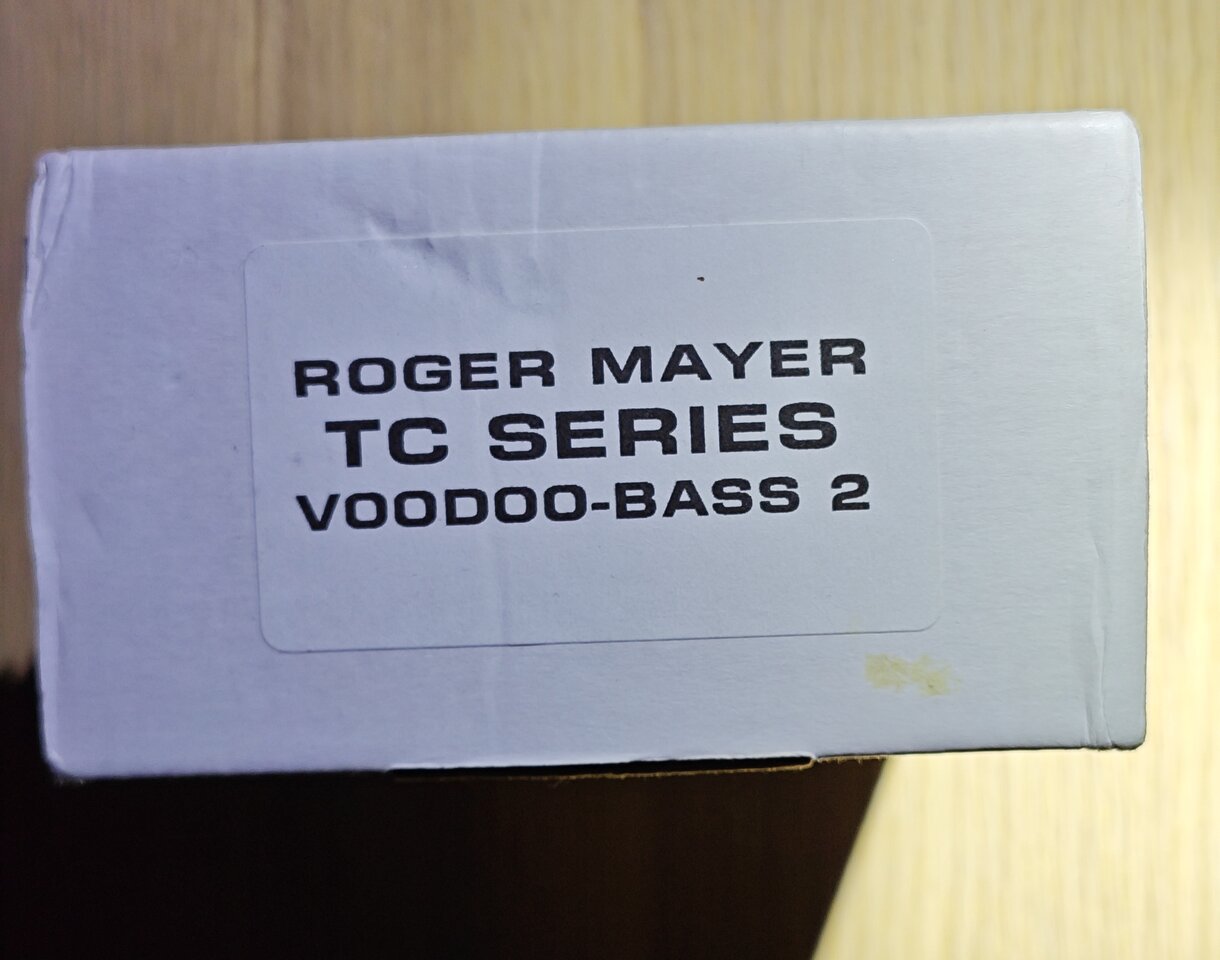 ROGER MAYER
TC SERIES
VOODOO-BASS 2